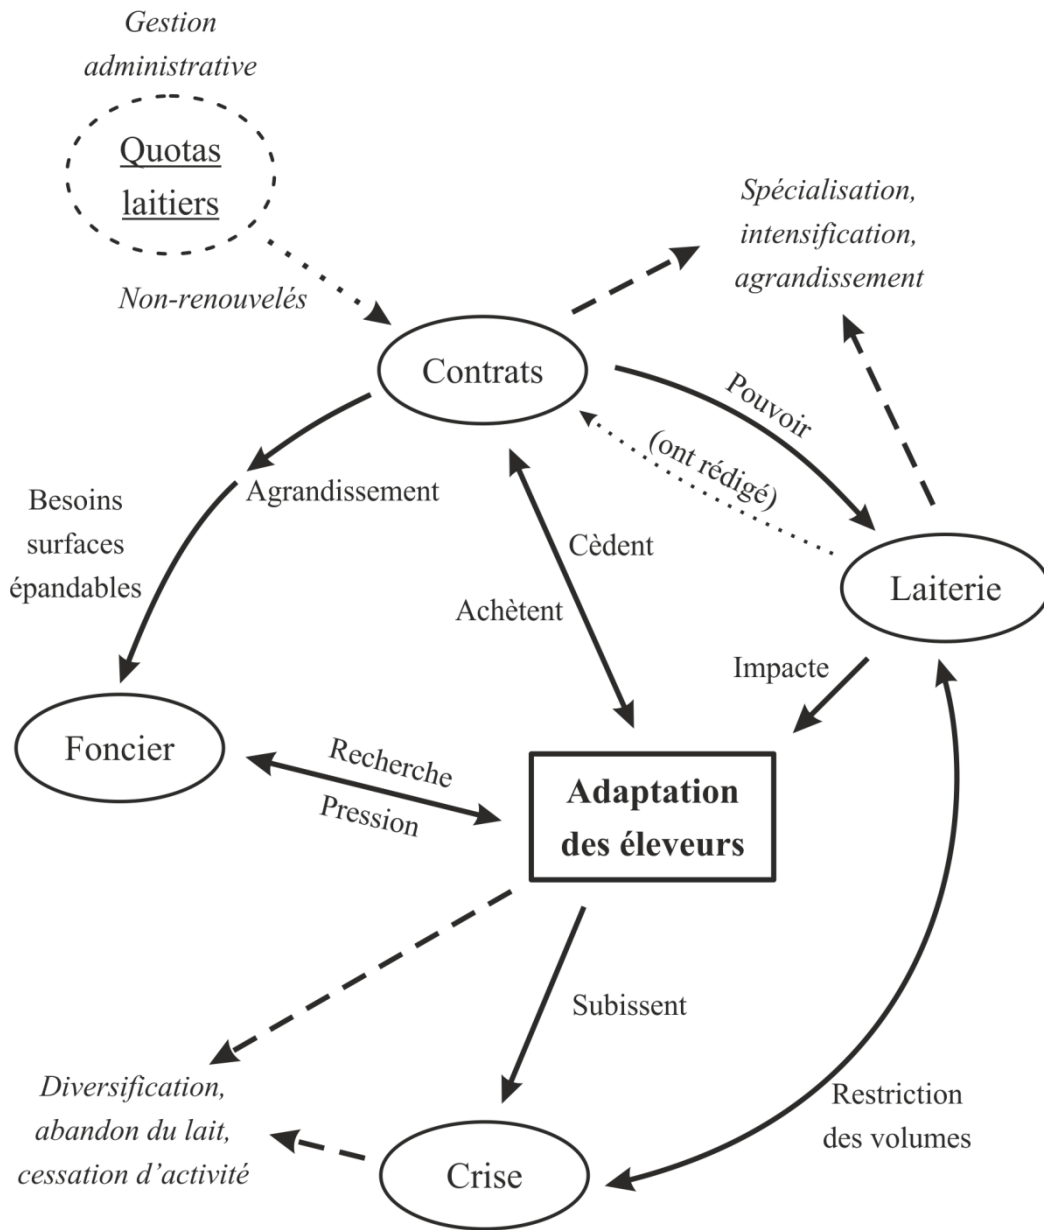 Gestion
administrative
Quotas
laitiers
Non-renouvelés
Spécialisation,
intensification,
agrandissement
Contrats
Pouvoir
(ont rédigé)
Agrandissement
Besoins
surfaces
épandables
Cèdent
Achètent
Laiterie
Impacte
Foncier
Recherche
Pression
Adaptation
des éleveurs
Subissent
Diversification,
abandon du lait,
cessation d’activité
Restriction
des volumes
Crise